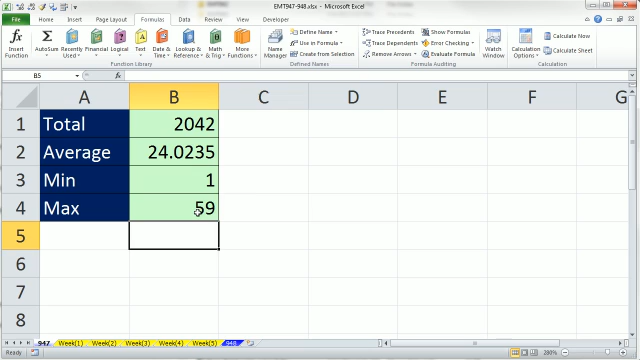 EMT947-948.xlsx - Microsoft Excel
File Home Insert Page Layout Formulas Data Review View Developer
Insert Function
AutoSum
Recently Used
Financial
Logical
Text
Date & Time
Lookup & Reference
Math & Trig
More Functions
Function Library
Name Manager
Define Name
Use in Formula
Create from Selection
Defined Names
Trace Precedents
Trace Dependents
Remove Arrows
Show Formulas
Error Checking
Evaluate Formula
Formula Auditing
Watch Window
Calculation Options
Calculate Now
Calculate Sheet
Calculation
B5 fx
A B C D E F G
1 Total 2042
2 Average 24.0235
3 Min 1
4 Max 59
5
6
7
8
947 Week(1) Week(2) Week(3) Week(4) Week(5) 948
Ready 280%